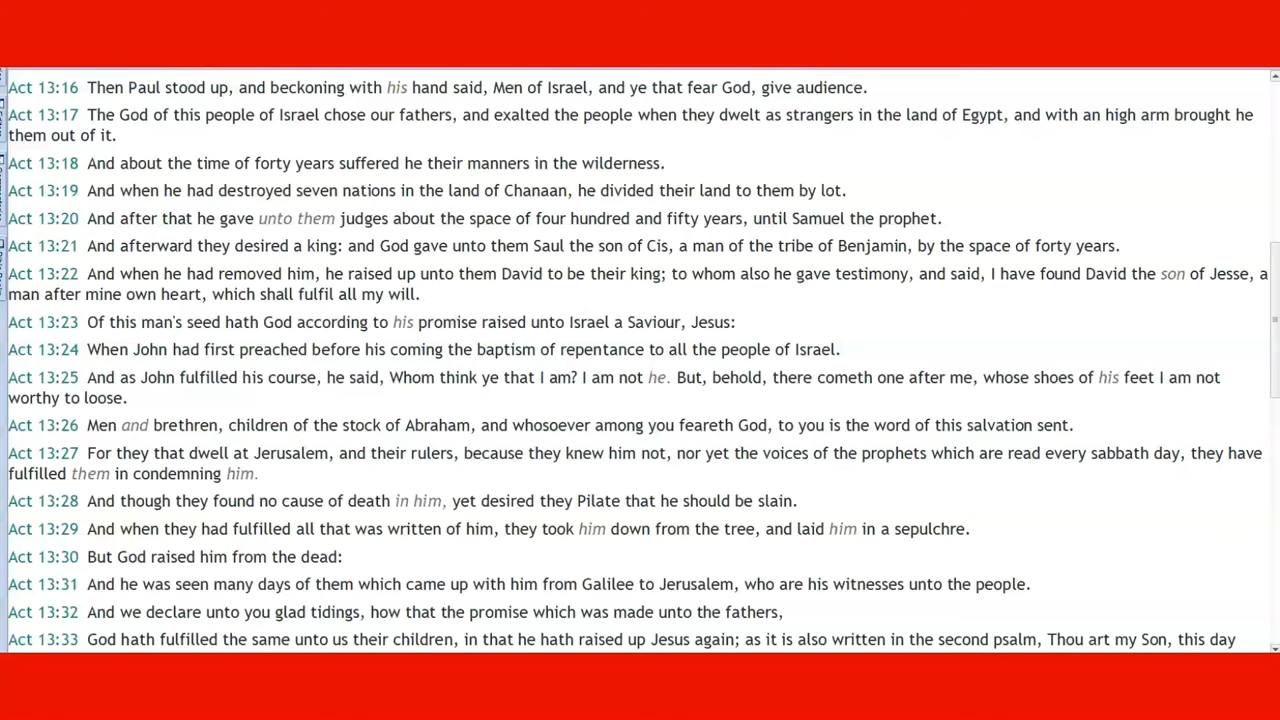 Act 13:16 Then Paul stood up, and beckoning with his hand said, Men of Israel, and ye that fear God, give audience.
Act 13:17 The God of this people of Israel chose our fathers, and exalted the people when they dwelt as strangers in the land of Egypt, and with an high arm brought he
them out of it.
Act 13:18 And about the time of forty years suffered he their manners in the wilderness.
Act 13:19 And when he had destroyed seven nations in the land of Chanaan, he divided their land to them by lot.
Act 13:20 And after that he gave unto them judges about the space of four hundred and fifty years, until Samuel the prophet.
Act 13:21 And afterward they desired a king: and God gave unto them Saul the son of Cis, a man of the tribe of Benjamin, by the space of forty years.
Act 13:22 And when he had removed him, he raised up unto them David to be their king; to whom also he gave testimony, and said, I have found David the son of Jesse, a
man after mine own heart, which shall fulfil all my will.
Act 13:23 Of this man's seed hath God according to his promise raised unto Israel a Saviour, Jesus:
Act 13:24 When John had first preached before his coming the baptism of repentance to all the people of Israel.
Act 13:25 And as John fulfilled his course, he said, Whom think ye that I am? I am not he. But, behold, there cometh one after me, whose shoes of his feet I am not
worthy to loose.
Act 13:26 Men and brethren, children of the stock of Abraham, and whosoever among you feareth God, to you is the word of this salvation sent.
Act 13:27 For they that dwell at Jerusalem, and their rulers, because they knew him not, nor yet the voices of the prophets which are read every sabbath day, they have
fulfilled them in condemning him.
Act 13:28 And though they found no cause of death in him, yet desired they Pilate that he should be slain.
Act 13:29 And when they had fulfilled all that was written of him, they took him down from the tree, and laid him in a sepulchre.
Act 13:30 But God raised him from the dead:
Act 13:31 And he was seen many days of them which came up with him from Galilee to Jerusalem, who are his witnesses unto the people.
Act 13:32 And we declare unto you glad tidings, how that the promise which was made unto the fathers,
Act 13:33 God hath fulfilled the same unto us their children, in that he hath raised up Jesus again; as it is also written in the second psalm, Thou art my Son, this day